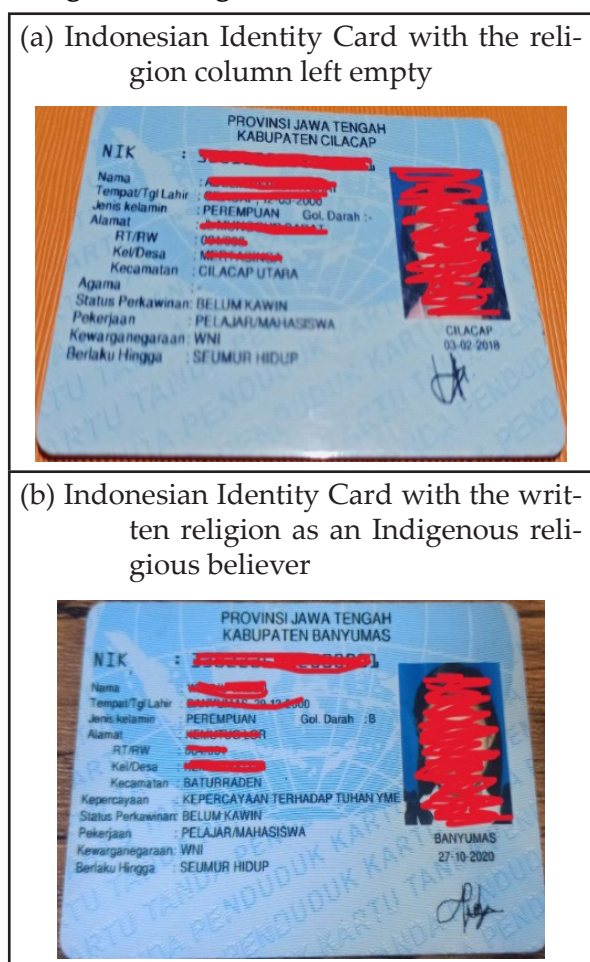 (a) Indonesian Identity Card with the reli-
gion column left empty
PROVINSI JAWA TENGAH
KABUPATEN CILACAP
NIK :
Nama :
Tempat/Tgl Lahir :
Jenis kelamin : PEREMPUAN Gol. Darah :-
Alamat :
RT/RW :
Kel/Desa :
Kecamatan : CILACAP UTARA
Agama : -
Status Perkawinan: BELUM KAWIN
Pekerjaan : PELAJAR/MAHASISWA
Kewarganegaraan: WNI
Berlaku Hingga : SEUMUR HIDUP
CILACAP
03-02-2018
(b) Indonesian Identity Card with the writ-
ten religion as an Indigenous reli-
gious believer
PROVINSI JAWA TENGAH
KABUPATEN BANYUMAS
NIK :
Nama :
Tempat/Tgl Lahir :
Jenis kelamin : PEREMPUAN Gol. Darah : B
Alamat :
RT/RW :
Kel/Desa :
Kecamatan : BATURRADEN
Kepercayaan : KEPERCAYAAN TERHADAP TUHAN YME
Status Perkawinan: BELUM KAWIN
Pekerjaan : PELAJAR/MAHASISWA
Kewarganegaraan: WNI
Berlaku Hingga : SEUMUR HIDUP
BANYUMAS
27-10-2020